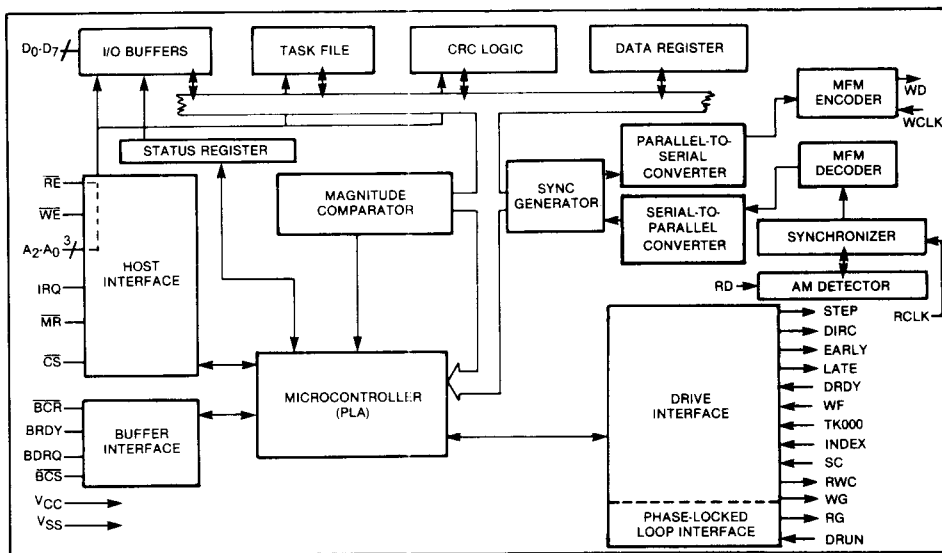 D0-D7
I/O BUFFERS
TASK FILE
CRC LOGIC
DATA REGISTER
MFM
ENCODER
WD
WCLK
STATUS REGISTER
PARALLEL-TO-
SERIAL
CONVERTER
MFM
DECODER
RE
WE
A2-A0
3
IRQ
MR
CS
HOST
INTERFACE
MAGNITUDE
COMPARATOR
SYNC
GENERATOR
SERIAL-TO-
PARALLEL
CONVERTER
SYNCHRONIZER
RD
AM DETECTOR
RCLK
MICROCONTROLLER
(PLA)
DRIVE
INTERFACE
STEP
DIRC
EARLY
LATE
DRDY
WF
TK000
INDEX
SC
RWC
WG
BCR
BRDY
BDRQ
BCS
BUFFER
INTERFACE
VCC
VSS
PHASE-LOCKED
LOOP INTERFACE
RG
DRUN